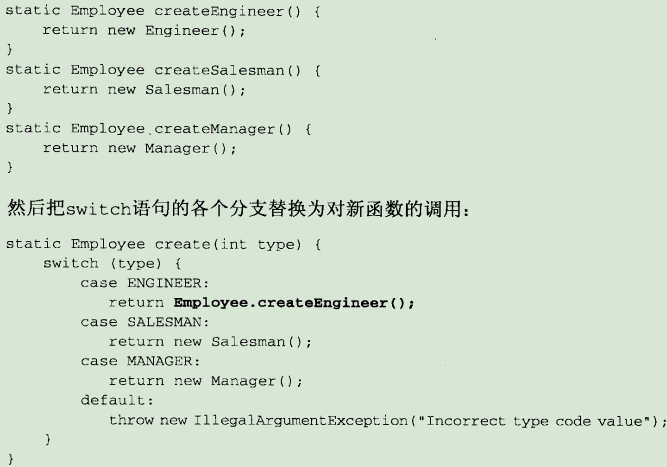 static Employee createEngineer() {
    return new Engineer();
}
static Employee createSalesman() {
    return new Salesman();
}
static Employee createManager() {
    return new Manager();
}
然后把switch语句的各个分支替换为对新函数的调用：
static Employee create(int type) {
    switch (type) {
        case ENGINEER:
           return Employee.createEngineer();
        case SALESMAN:
           return new Salesman();
        case MANAGER:
           return new Manager();
        default:
           throw new IllegalArgumentException("Incorrect type code value");
    }
}